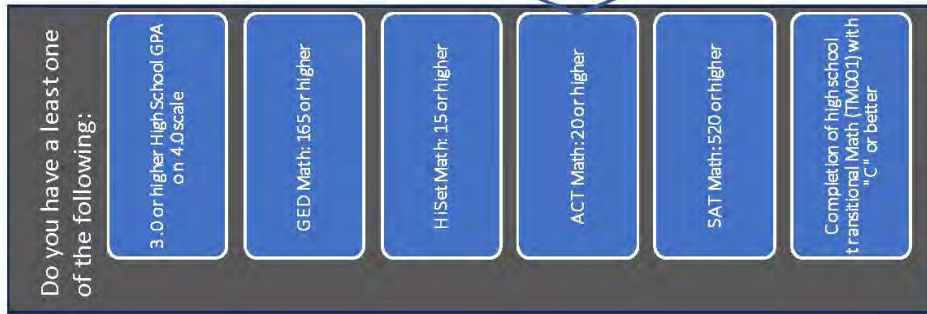 Do you have a least one
of the following:
3.0 or higher High School GPA
on 4.0 scale
GED Math: 165 or higher
HiSet Math: 15 or higher
ACT Math: 20 or higher
SAT Math: 520 or higher
Completion of high school
transitional Math (TM001) with
"C" or better